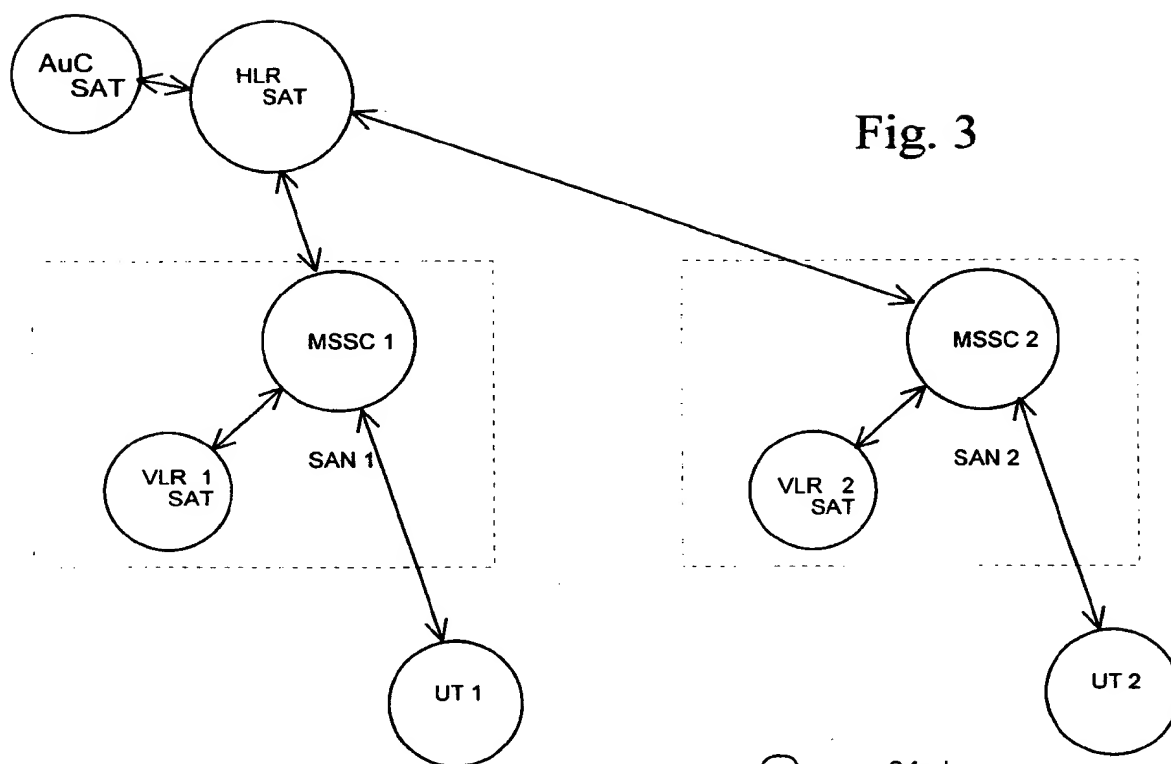 AuC
SAT
HLR
SAT
Fig. 3
MSSC 1
MSSC 2
VLR 1
SAT
SAN 1
VLR 2
SAT
SAN 2
UT 1
UT 2